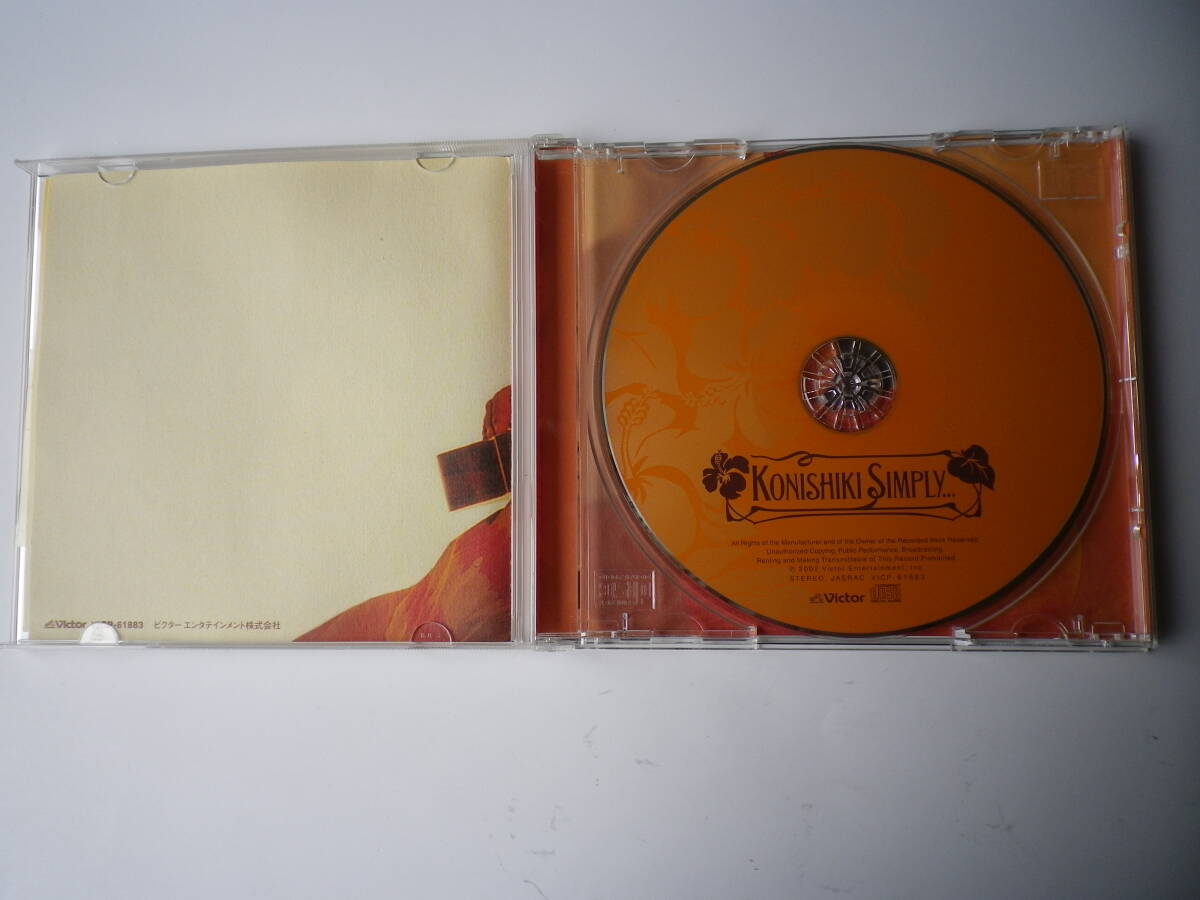 Victor VICP-61883 ビクター エンタテインメント株式会社
KONISHIKI SIMPLY...
All Rights of the Manufacturer and of the Owner of the Recorded Work Reserved.
Unauthorized Copying, Public Performance, Broadcasting,
Renting and Making Transmittable of This Record Prohibited.
℗ 2002 Victor Entertainment, Inc.
STEREO JASRAC VICP-61883
Victor